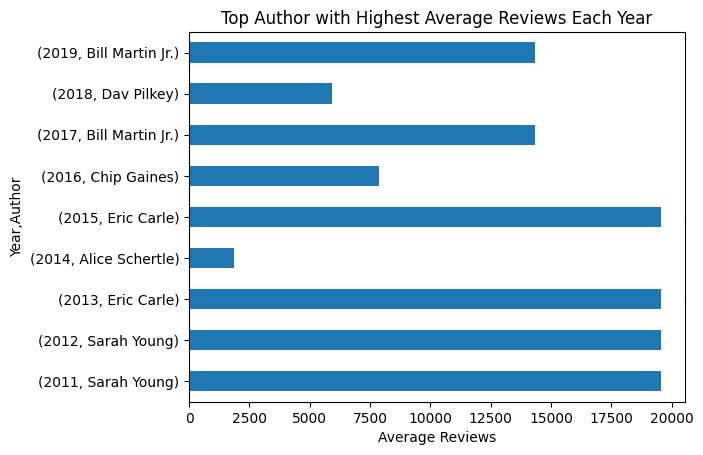 Top Author with Highest Average Reviews Each Year
(2019, Bill Martin Jr.)
(2018, Dav Pilkey)
(2017, Bill Martin Jr.)
(2016, Chip Gaines)
(2015, Eric Carle)
(2014, Alice Schertle)
(2013, Eric Carle)
(2012, Sarah Young)
(2011, Sarah Young)
Year,Author
0 2500 5000 7500 10000 12500 15000 17500 20000
Average Reviews